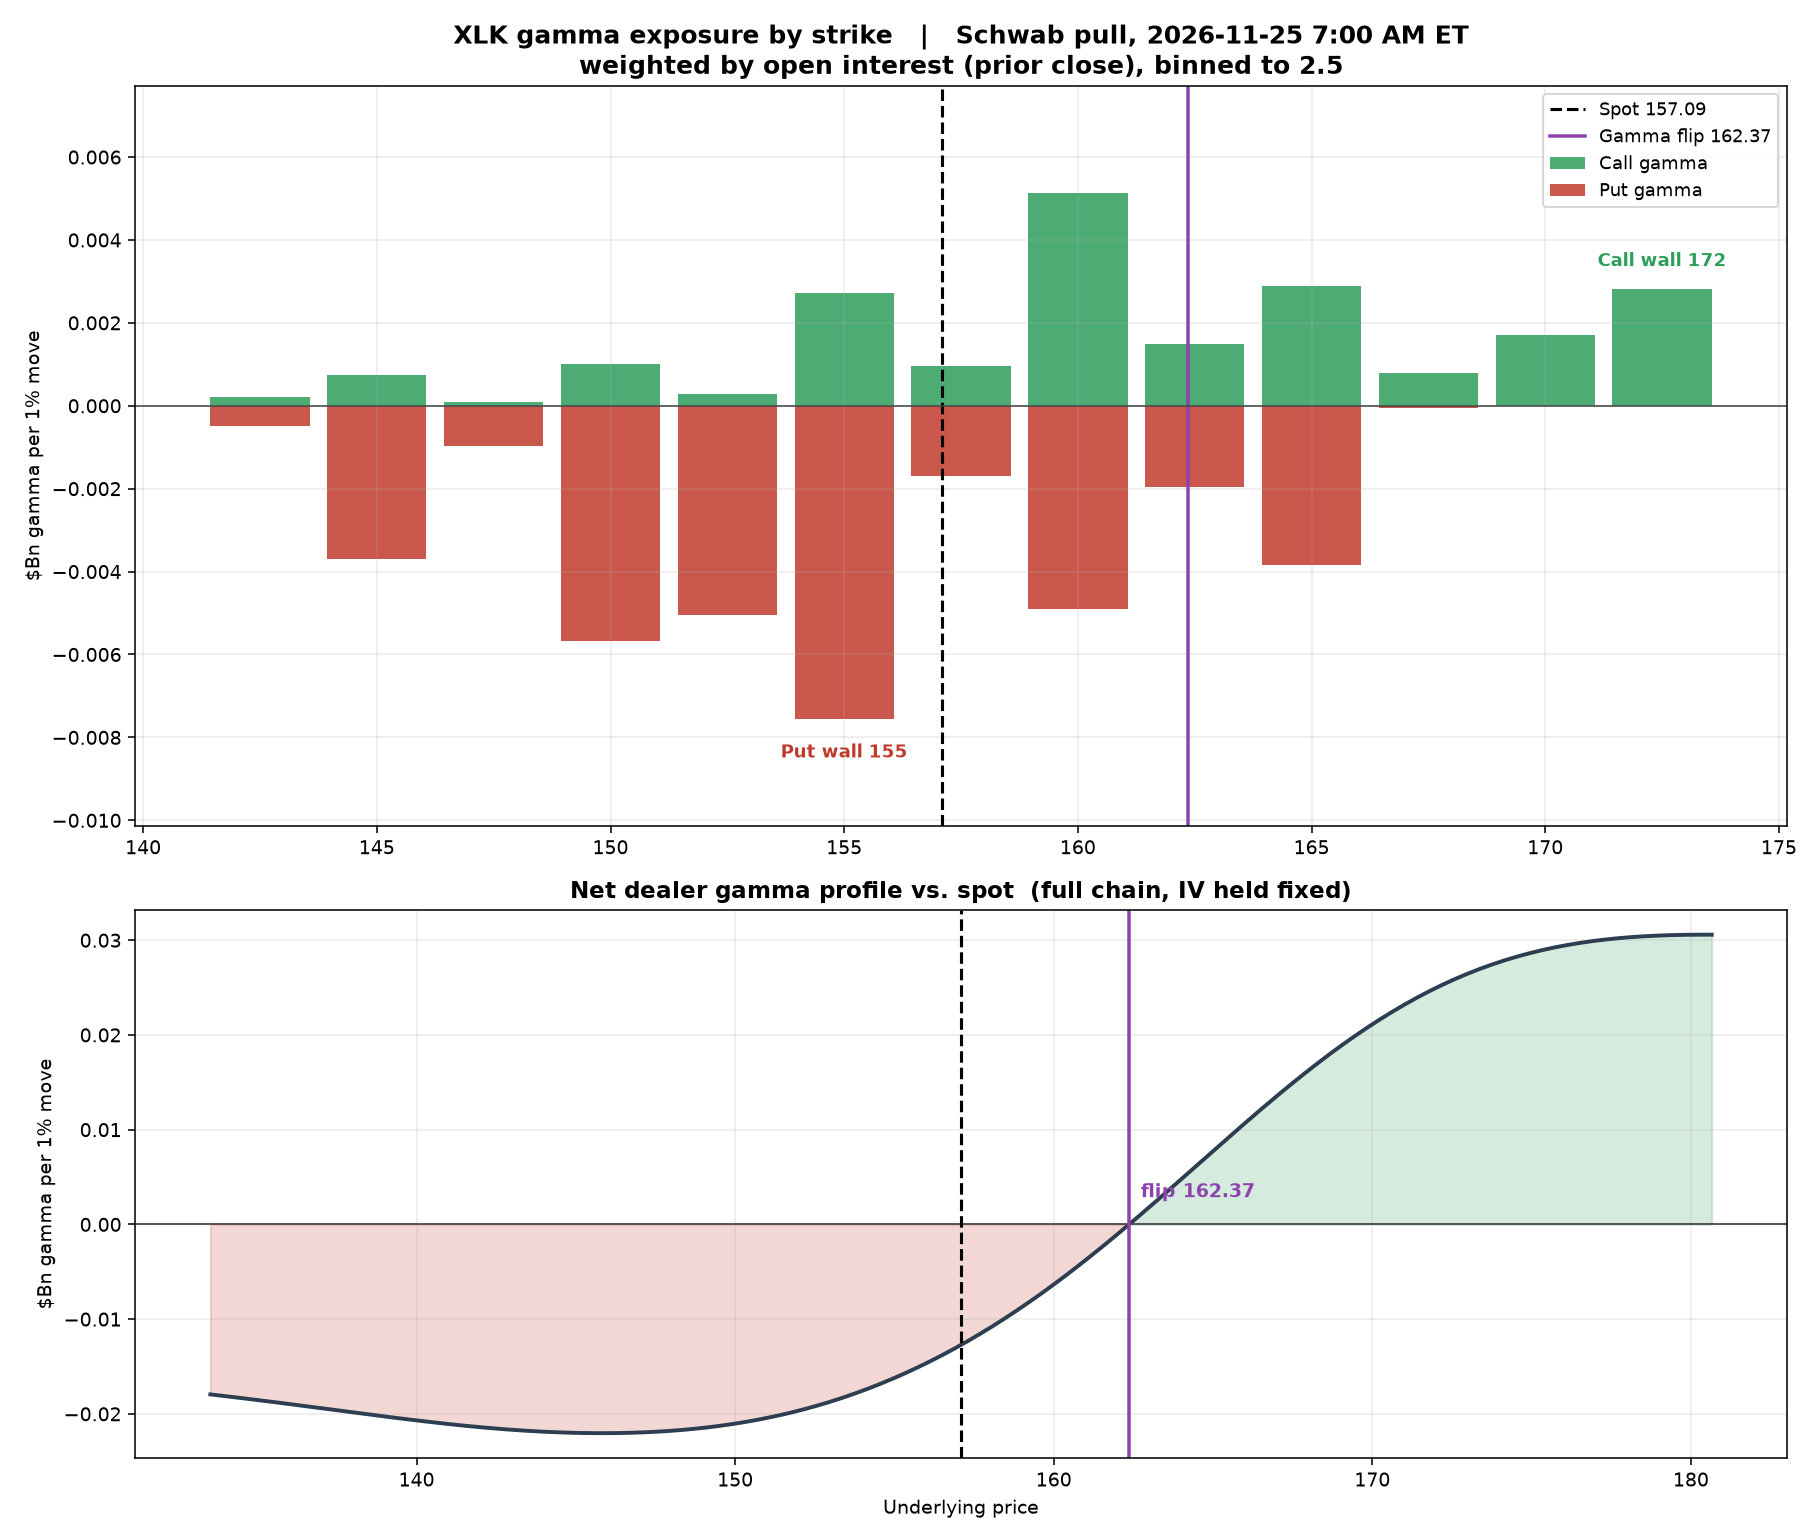 XLK gamma exposure by strike | Schwab pull, 2026-11-25 7:00 AM ET
weighted by open interest (prior close), binned to 2.5
Spot 157.09
Gamma flip 162.37
Call gamma
Put gamma
Call wall 172
Put wall 155
$Bn gamma per 1% move
0.006
0.004
0.002
0.000
−0.002
−0.004
−0.006
−0.008
−0.010
140 145 150 155 160 165 170 175
Net dealer gamma profile vs. spot (full chain, IV held fixed)
$Bn gamma per 1% move
0.03
0.02
0.01
0.00
−0.01
−0.02
flip 162.37
140 150 160 170 180
Underlying price